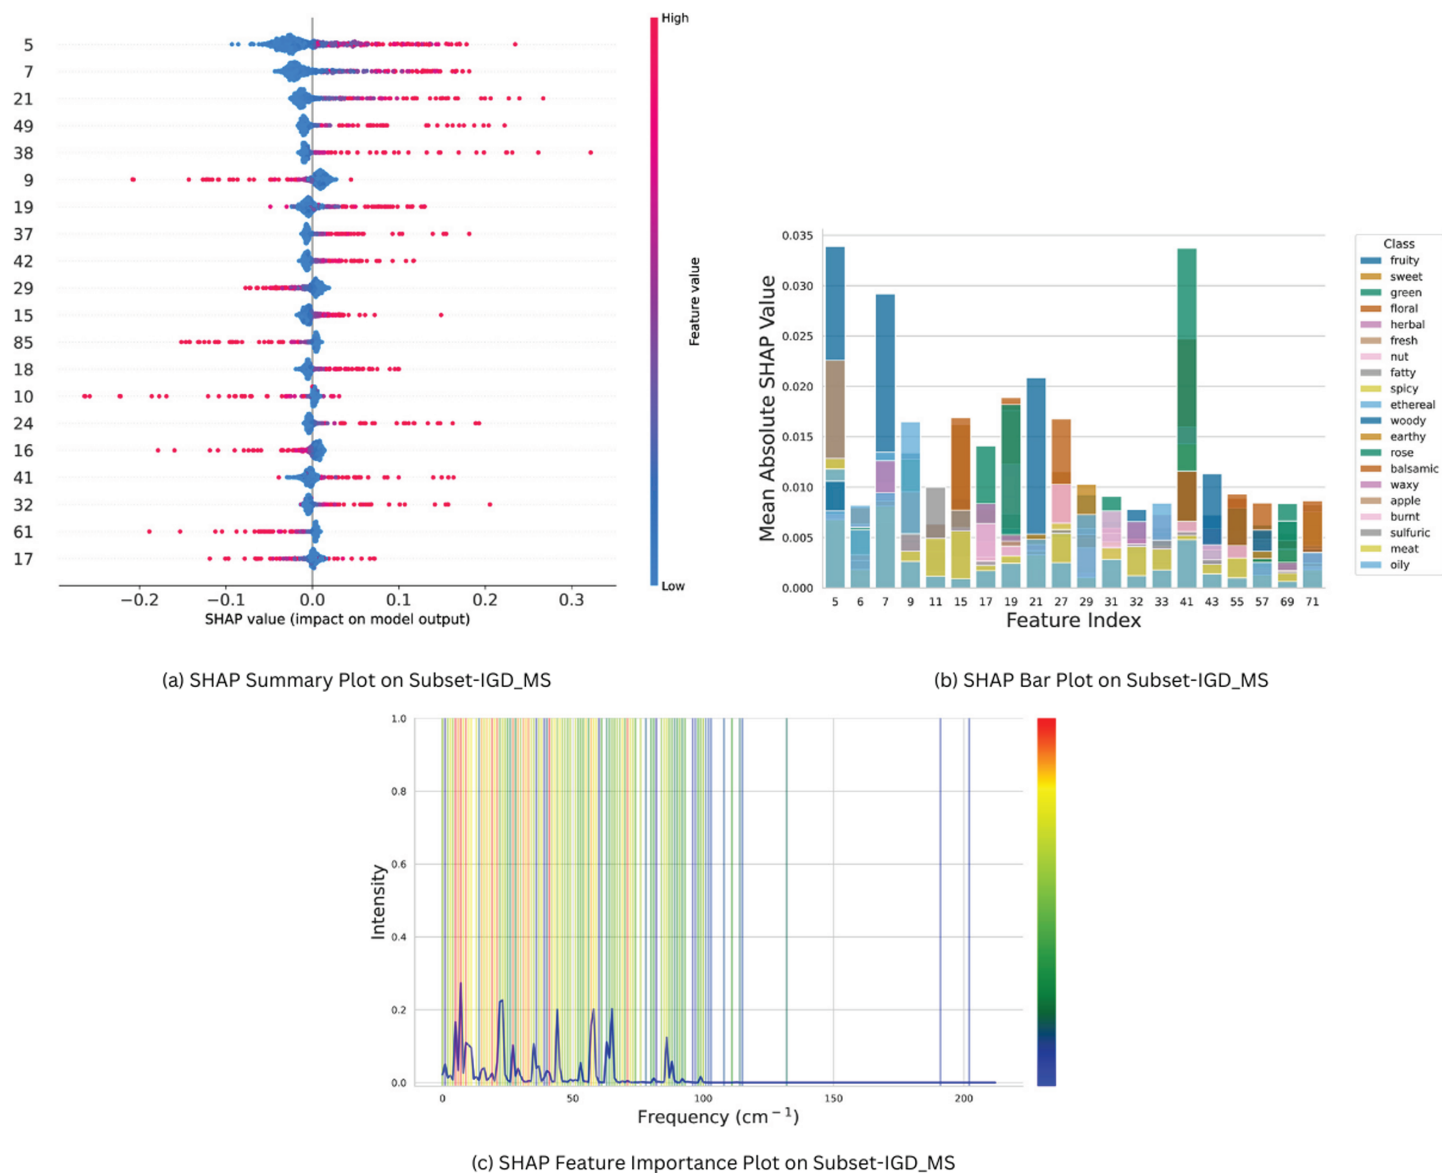 5
7
21
49
38
9
19
37
42
29
15
85
18
10
24
16
41
32
61
17
−0.2 −0.1 0.0 0.1 0.2 0.3
SHAP value (impact on model output)
High
Feature value
Low
(a) SHAP Summary Plot on Subset-IGD_MS
Mean Absolute SHAP Value
0.035
0.030
0.025
0.020
0.015
0.010
0.005
0.000
5 6 7 9 11 15 17 19 21 27 29 31 32 33 41 43 55 57 69 71
Feature Index
Class
fruity
sweet
green
floral
herbal
fresh
nut
fatty
spicy
ethereal
woody
earthy
rose
balsamic
waxy
apple
burnt
sulfuric
meat
oily
(b) SHAP Bar Plot on Subset-IGD_MS
Intensity
1.0
0.8
0.6
0.4
0.2
0.0
0 50 100 150 200
Frequency (cm⁻¹)
(c) SHAP Feature Importance Plot on Subset-IGD_MS